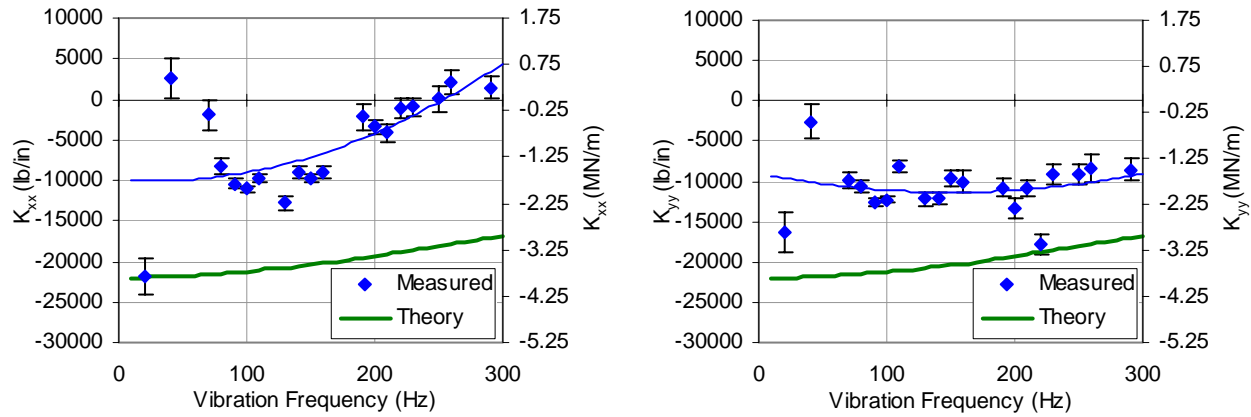 10000
5000
0
-5000
-10000
-15000
-20000
-25000
-30000
Kxx (lb/in)
1.75
0.75
-0.25
-1.25
-2.25
-3.25
-4.25
-5.25
Kxx (MN/m)
Measured
Theory
0 100 200 300
Vibration Frequency (Hz)
10000
5000
0
-5000
-10000
-15000
-20000
-25000
-30000
Kyy (lb/in)
1.75
0.75
-0.25
-1.25
-2.25
-3.25
-4.25
-5.25
Kyy (MN/m)
Measured
Theory
0 100 200 300
Vibration Frequency (Hz)